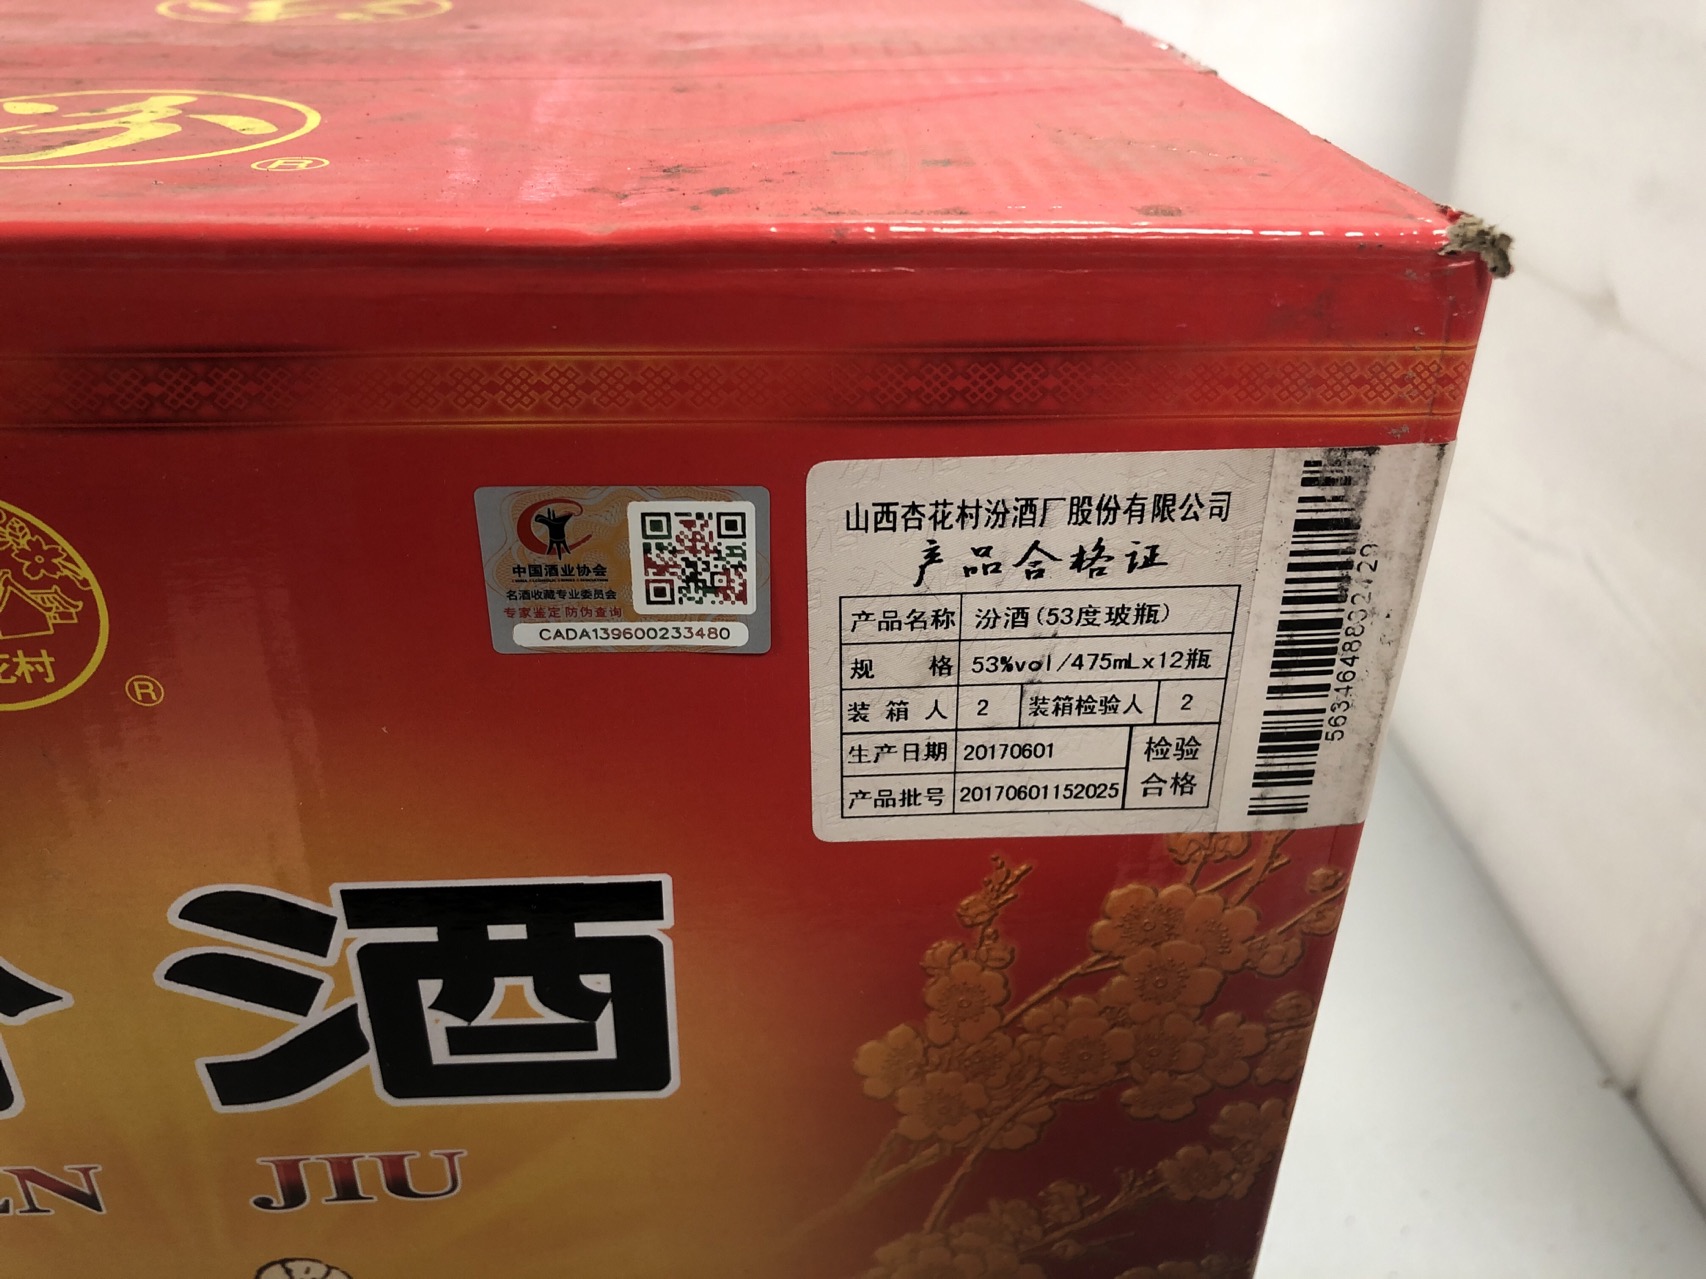 汾
®
花村
®
中国酒业协会
名酒收藏专业委员会
专家鉴定 防伪查询
CADA139600233480
山西杏花村汾酒厂股份有限公司
产品合格证
产品名称 汾酒(53度玻瓶)
规 格 53%vol/475mLx12瓶
装 箱 人 2 装箱检验人 2
生产日期 20170601 检验
产品批号 20170601152025 合格
酒
JIU